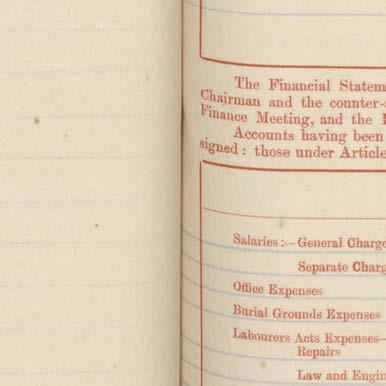 The Financial Statem
Chairman and the counter-s
Finance Meeting, and the
Accounts having been
signed: those under Article
Salaries:— General Charge
Separate Charg
Office Expenses
Burial Grounds Expenses
Labourers Acts Expenses—
Repairs
Law and Engin